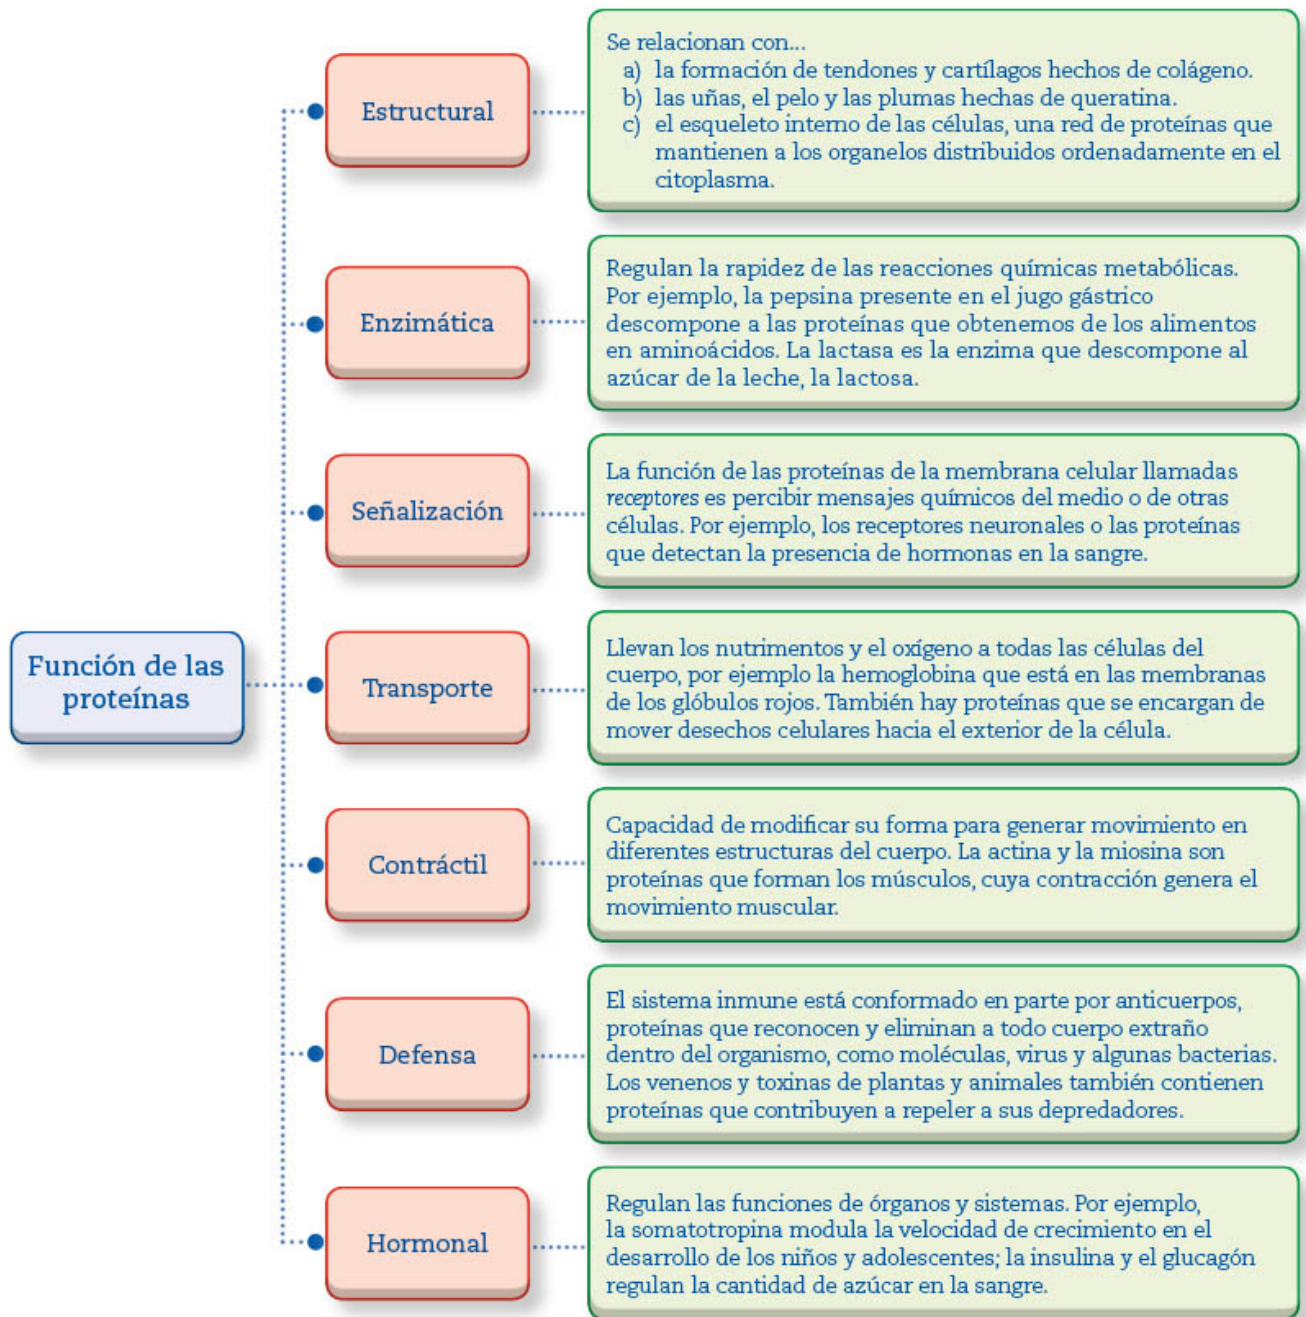 Función de las
proteínas
Estructural
Se relacionan con...
a) la formación de tendones y cartílagos hechos de colágeno.
b) las uñas, el pelo y las plumas hechas de queratina.
c) el esqueleto interno de las células, una red de proteínas que
mantienen a los organelos distribuidos ordenadamente en el
citoplasma.
Enzimática
Regulan la rapidez de las reacciones químicas metabólicas.
Por ejemplo, la pepsina presente en el jugo gástrico
descompone a las proteínas que obtenemos de los alimentos
en aminoácidos. La lactasa es la enzima que descompone al
azúcar de la leche, la lactosa.
Señalización
La función de las proteínas de la membrana celular llamadas
receptores es percibir mensajes químicos del medio o de otras
células. Por ejemplo, los receptores neuronales o las proteínas
que detectan la presencia de hormonas en la sangre.
Transporte
Llevan los nutrimentos y el oxígeno a todas las células del
cuerpo, por ejemplo la hemoglobina que está en las membranas
de los glóbulos rojos. También hay proteínas que se encargan de
mover desechos celulares hacia el exterior de la célula.
Contráctil
Capacidad de modificar su forma para generar movimiento en
diferentes estructuras del cuerpo. La actina y la miosina son
proteínas que forman los músculos, cuya contracción genera el
movimiento muscular.
Defensa
El sistema inmune está conformado en parte por anticuerpos,
proteínas que reconocen y eliminan a todo cuerpo extraño
dentro del organismo, como moléculas, virus y algunas bacterias.
Los venenos y toxinas de plantas y animales también contienen
proteínas que contribuyen a repeler a sus depredadores.
Hormonal
Regulan las funciones de órganos y sistemas. Por ejemplo,
la somatotropina modula la velocidad de crecimiento en el
desarrollo de los niños y adolescentes; la insulina y el glucagón
regulan la cantidad de azúcar en la sangre.